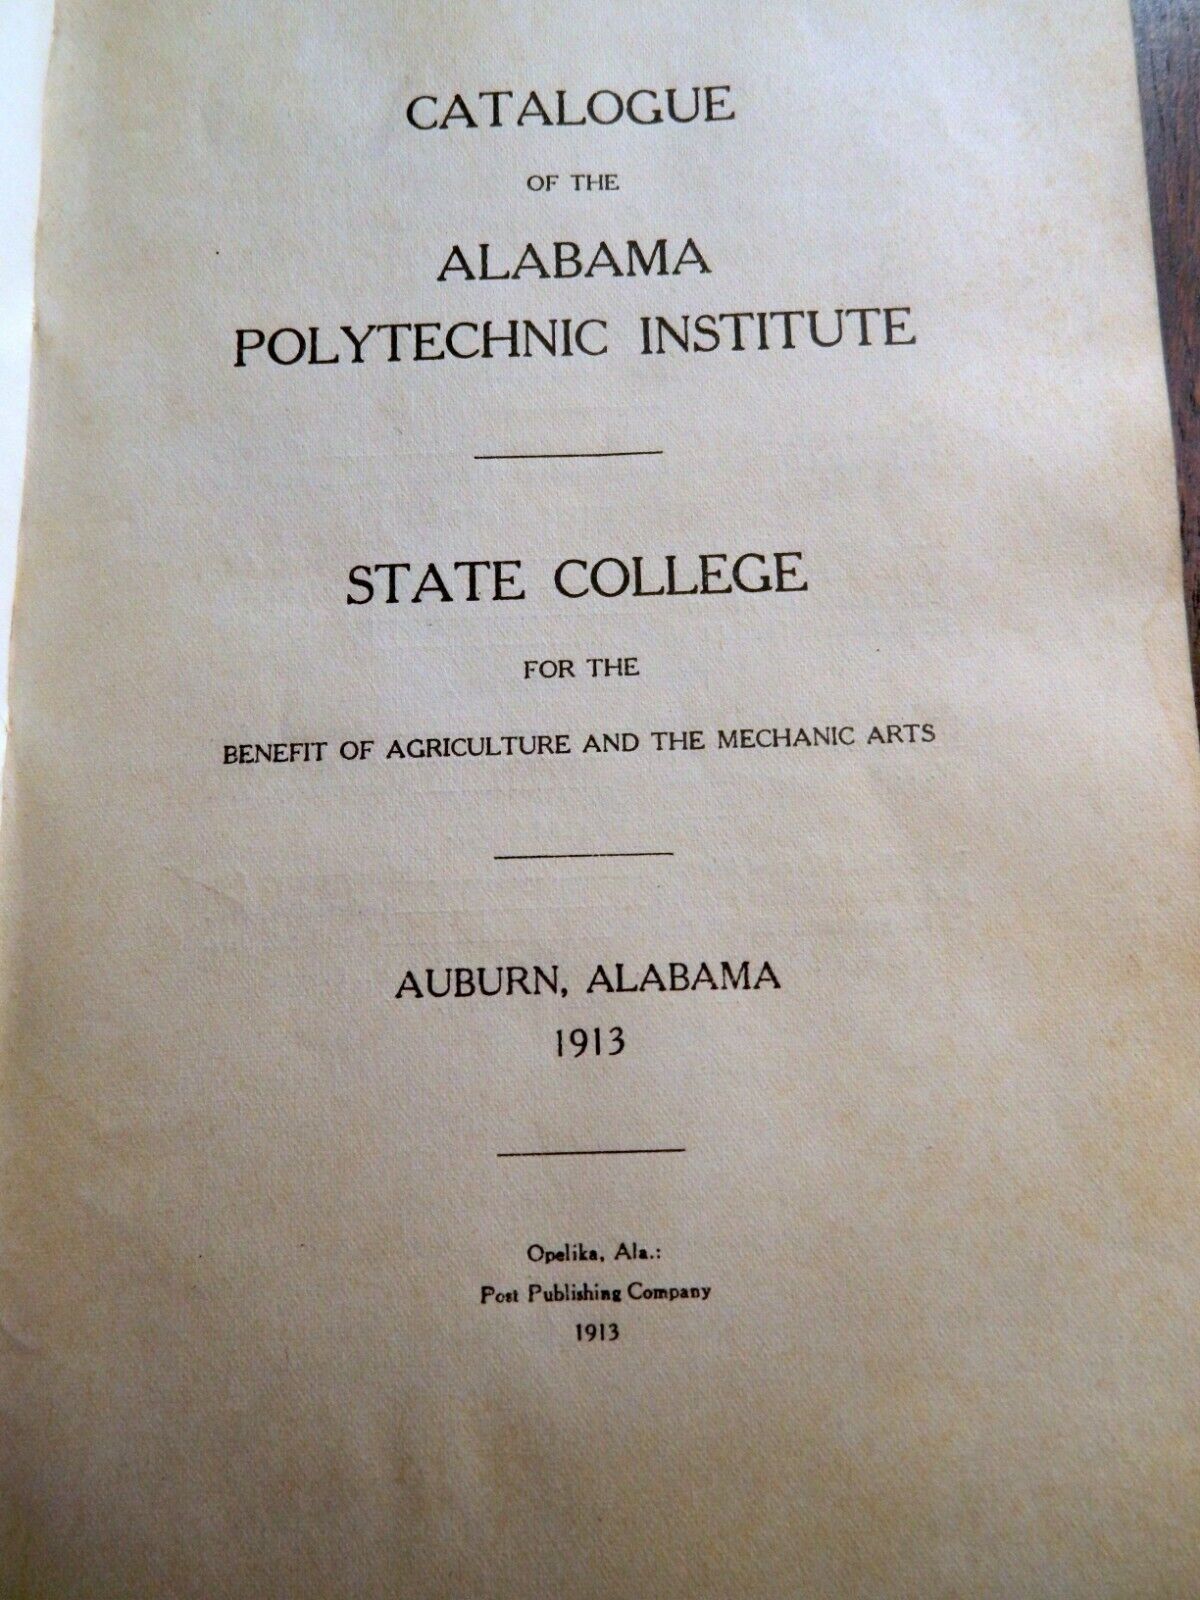 CATALOGUE
OF THE
ALABAMA
POLYTECHNIC INSTITUTE
STATE COLLEGE
FOR THE
BENEFIT OF AGRICULTURE AND THE MECHANIC ARTS
AUBURN, ALABAMA
1913
Opelika, Ala.:
Post Publishing Company
1913